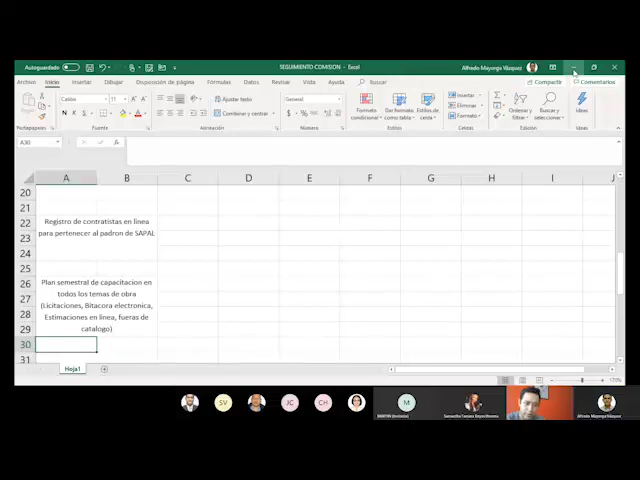 Autoguardado
SEGUIMIENTO COMISION - Excel
Alfredo Mayorga Vázquez
Archivo Inicio Insertar Dibujar Disposición de página Fórmulas Datos Revisar Vista Ayuda Buscar
Compartir Comentarios
Pegar
Calibri 11
N K S
Ajustar texto
Combinar y centrar
General
Formato condicional
Dar formato como tabla
Estilos de celda
Insertar
Eliminar
Formato
Ordenar y filtrar
Buscar y seleccionar
Ideas
Portapapeles Fuente Alineación Número Estilos Celdas Edición Ideas
A30 fx
A B C D E F G H I J
20
21
22 Registro de contratistas en linea
23 para pertenecer al padron de SAPAL
24
25
26 Plan semestral de capacitacion en
todos los temas de obra
27 (Licitaciones, Bitacora electronica,
28 Estimaciones en linea, fueras de
29 catalogo)
30
31
Hoja1
170%
SV JC CH M
Alfredo Mayorga Vázquez